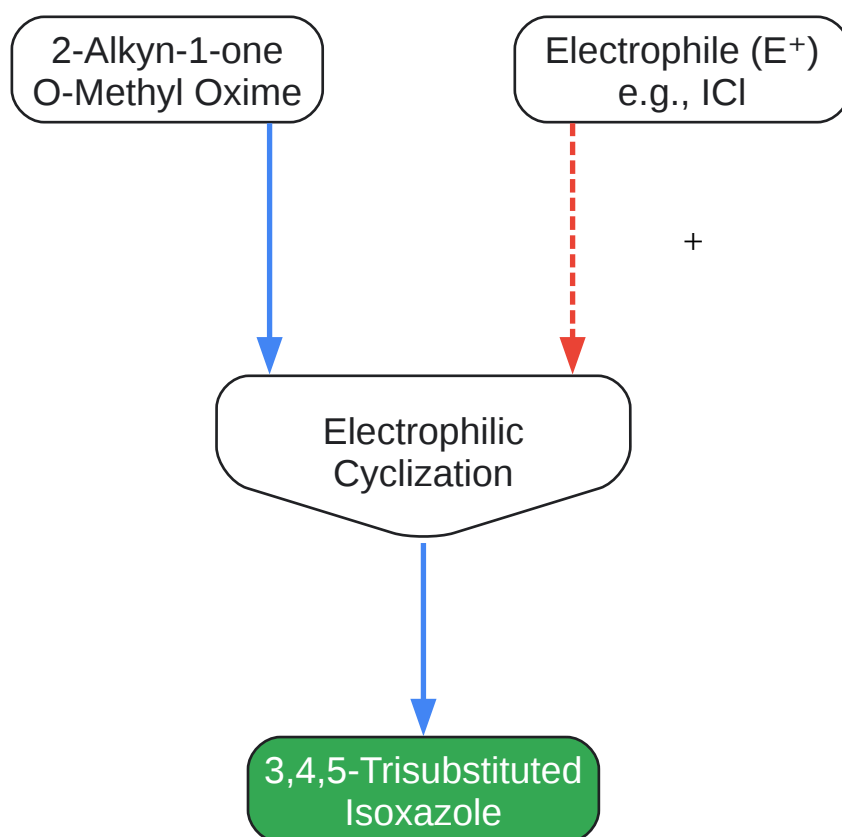 2-Alkyn-1-one
O-Methyl Oxime
Electrophile (E⁺)
e.g., ICl
+
Electrophilic
Cyclization
3,4,5-Trisubstituted
Isoxazole